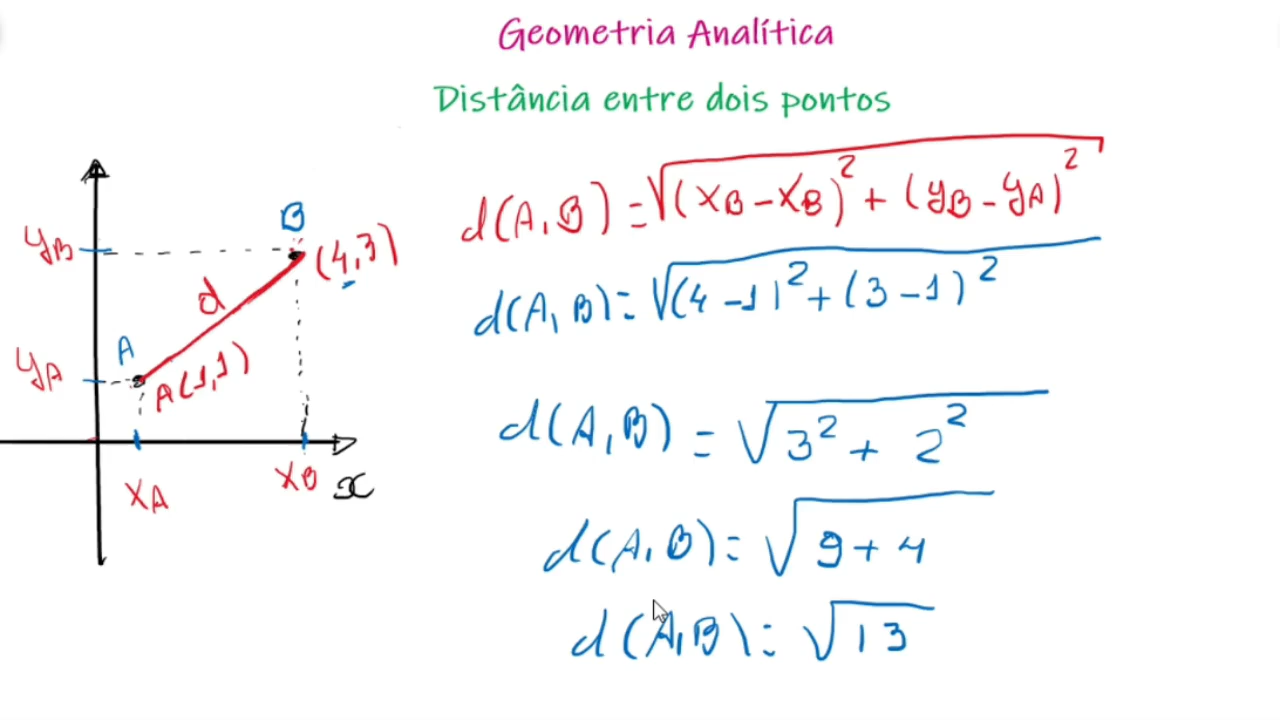 Geometria Analítica
Distância entre dois pontos
d(A,B) = √(xB - xB)² + (yB - yA)²
d(A,B) = √(4 - 1)² + (3 - 1)²
d(A,B) = √3² + 2²
d(A,B) = √9 + 4
d(A,B) = √13
B
yB
(4,3)
d
A
yA
A(1,1)
xA
xB
x